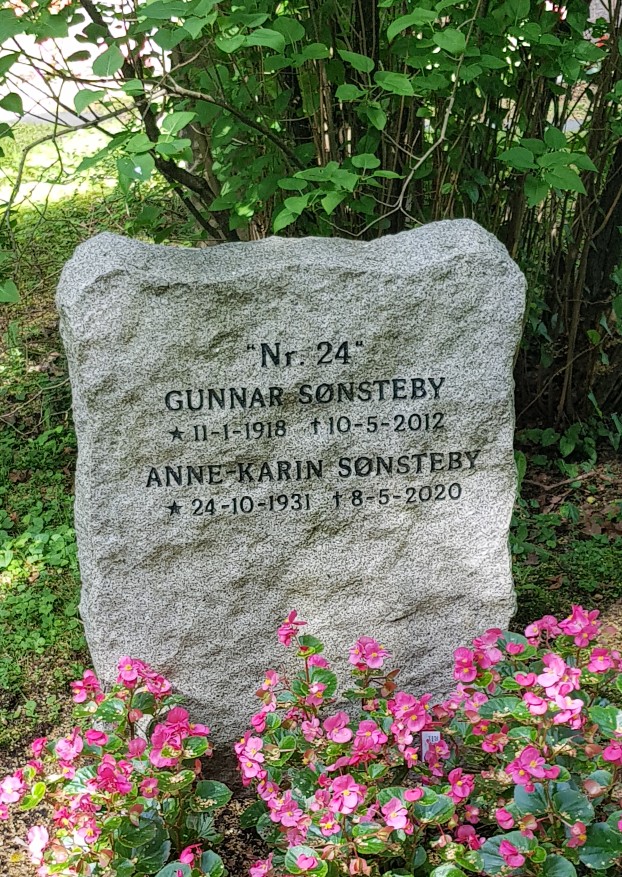 "Nr. 24"
GUNNAR SØNSTEBY
★ 11-1-1918 † 10-5-2012
ANNE-KARIN SØNSTEBY
★ 24-10-1931 † 8-5-2020